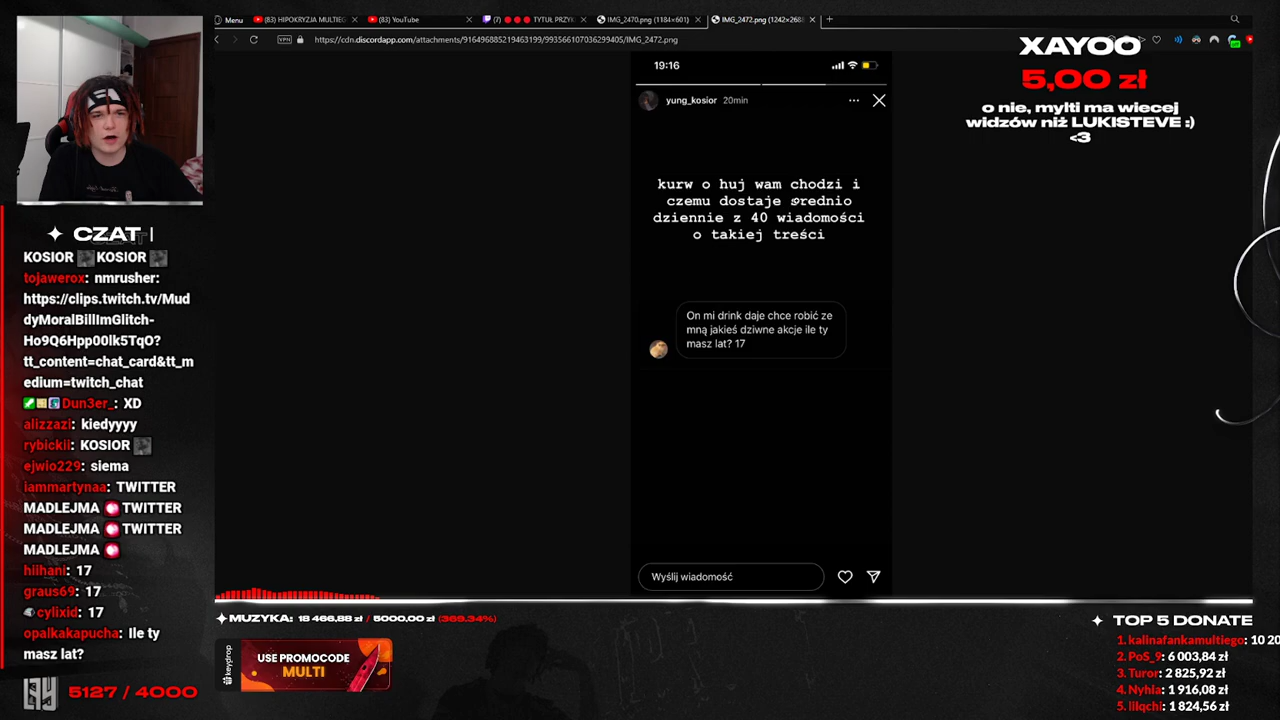 Menu
(83) HIPOKRYZJA MULTIEG
(83) YouTube
(7) TYTUŁ PRZY
IMG_2470.png (1184×601)
IMG_2472.png (1242×268
VPN
https://cdn.discordapp.com/attachments/916496885219463199/993566107036299405/IMG_2472.png
19:16
yung_kosior 20min
kurw o huj wam chodzi i
czemu dostaje średnio
dziennie z 40 wiadomości
o takiej treści
On mi drink daje chce robić ze
mną jakieś dziwne akcje ile ty
masz lat? 17
Wyślij wiadomość
XAYOO
5,00 zł
o nie, mylti ma wiecej
widzów niż LUKISTEVE :)
<3
CZAT |
KOSIOR KOSIOR
tojawerox: nmrusher:
https://clips.twitch.tv/Mud
dyMoralBillImGlitch-
Ho9Q6Hpp00lk5TqO?
tt_content=chat_card&tt_m
edium=twitch_chat
Dun3er_: XD
alizzazi: kiedyyyy
rybickii: KOSIOR
ejwio229: siema
iammartynaa: TWITTER
MADLEJMA TWITTER
MADLEJMA TWITTER
MADLEJMA
hiihani: 17
graus69: 17
cylixid: 17
opalkakapucha: Ile ty
masz lat?
5127 / 4000
MUZYKA: 18 466,88 zł / 5000,00 zł (369.34%)
keydrop
USE PROMOCODE
MULTI
TOP 5 DONATE
1. kalinafankamultiego: 10 20
2. PoS_9: 6 003,84 zł
3. Turor: 2 825,92 zł
4. Nyhla: 1 916,08 zł
5. lilqchi: 1 824,56 zł